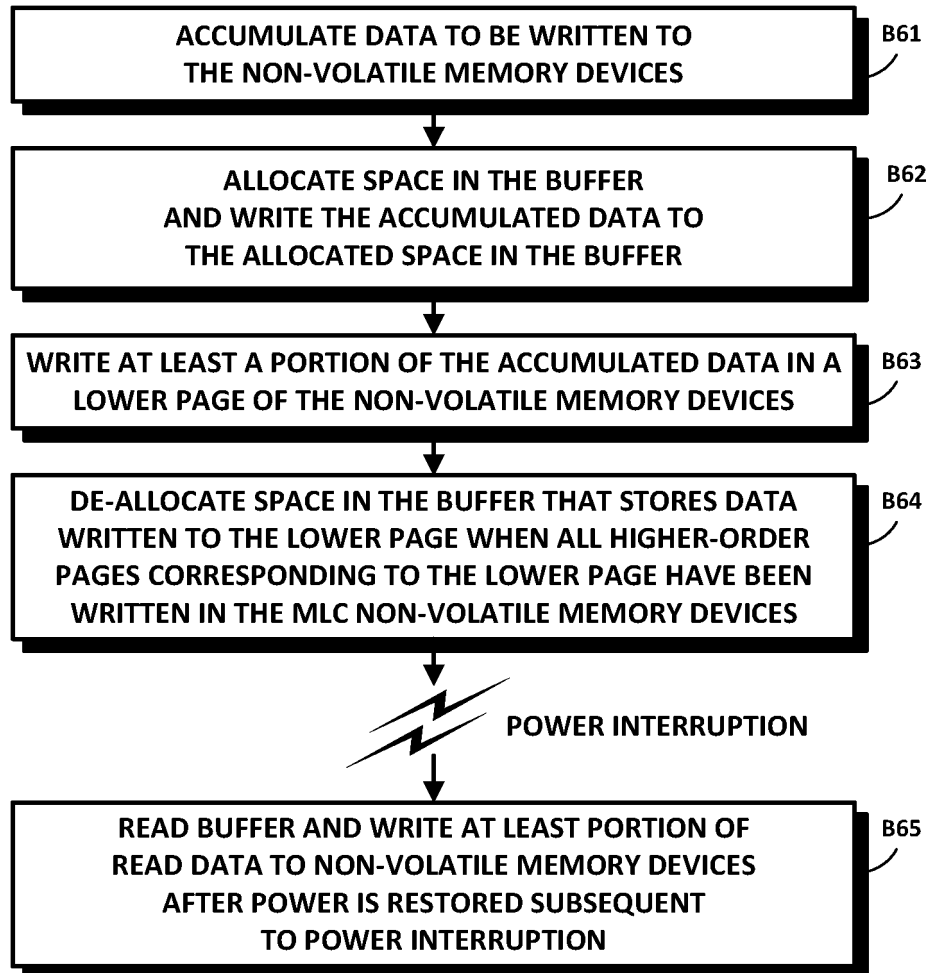 ACCUMULATE DATA TO BE WRITTEN TO
THE NON-VOLATILE MEMORY DEVICES
B61
ALLOCATE SPACE IN THE BUFFER
AND WRITE THE ACCUMULATED DATA TO
THE ALLOCATED SPACE IN THE BUFFER
B62
WRITE AT LEAST A PORTION OF THE ACCUMULATED DATA IN A
LOWER PAGE OF THE NON-VOLATILE MEMORY DEVICES
B63
DE-ALLOCATE SPACE IN THE BUFFER THAT STORES DATA
WRITTEN TO THE LOWER PAGE WHEN ALL HIGHER-ORDER
PAGES CORRESPONDING TO THE LOWER PAGE HAVE BEEN
WRITTEN IN THE MLC NON-VOLATILE MEMORY DEVICES
B64
POWER INTERRUPTION
READ BUFFER AND WRITE AT LEAST PORTION OF
READ DATA TO NON-VOLATILE MEMORY DEVICES
AFTER POWER IS RESTORED SUBSEQUENT
TO POWER INTERRUPTION
B65